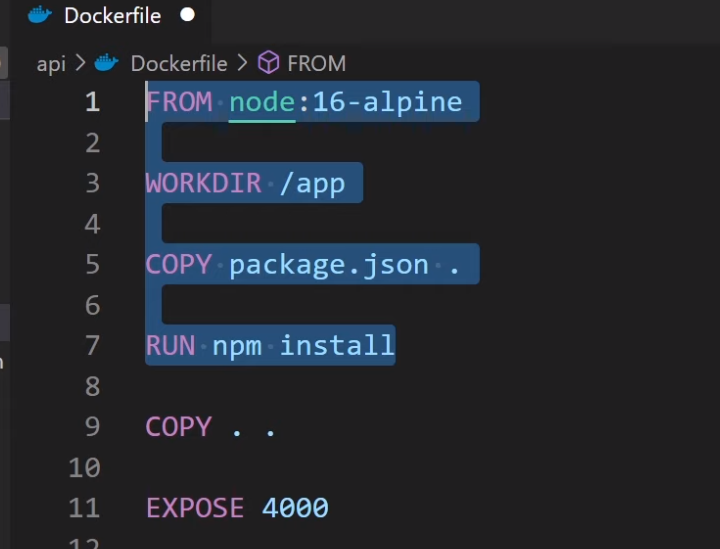 Dockerfile
api > Dockerfile > FROM
1 FROM node:16-alpine
2
3 WORKDIR /app
4
5 COPY package.json .
6
7 RUN npm install
8
9 COPY . .
10
11 EXPOSE 4000
12